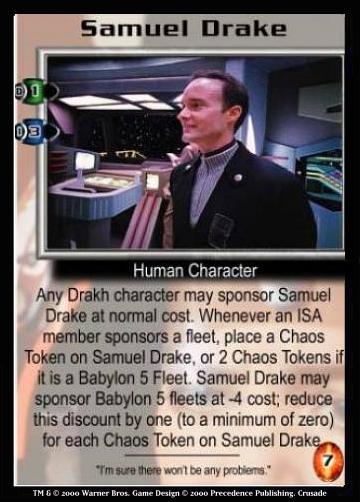 Samuel Drake
1
3
Human Character
Any Drakh character may sponsor Samuel
Drake at normal cost. Whenever an ISA
member sponsors a fleet, place a Chaos
Token on Samuel Drake, or 2 Chaos Tokens if
it is a Babylon 5 Fleet. Samuel Drake may
sponsor Babylon 5 fleets at -4 cost; reduce
this discount by one (to a minimum of zero)
for each Chaos Token on Samuel Drake
7
"I'm sure there won't be any problems."
TM & © 2000 Warner Bros. Game Design © 2000 Precedence Publishing. Crusade